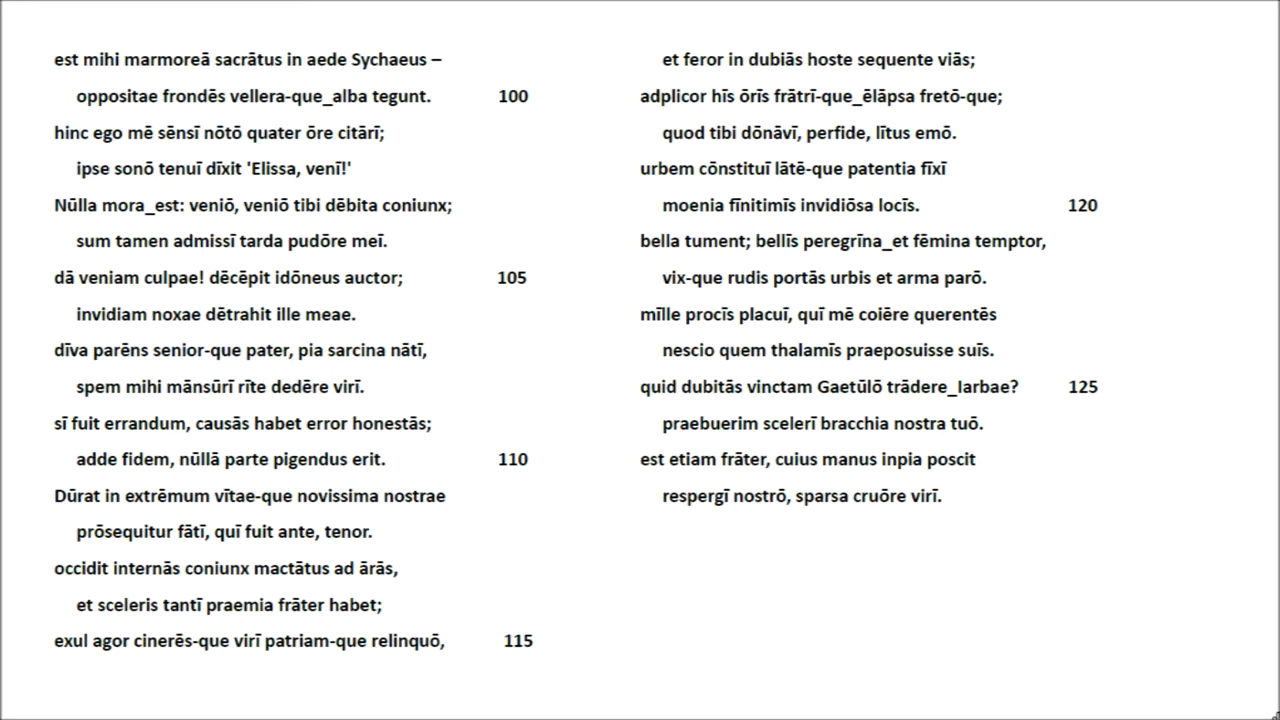 est mihi marmoreā sacrātus in aede Sychaeus –
oppositae frondēs vellera-que_alba tegunt. 100
hinc ego mē sēnsī nōtō quater ōre citārī;
ipse sonō tenuī dīxit 'Elissa, venī!'
Nūlla mora_est: veniō, veniō tibi dēbita coniunx;
sum tamen admissī tarda pudōre meī.
dā veniam culpae! dēcēpit idōneus auctor; 105
invidiam noxae dētrahit ille meae.
dīva parēns senior-que pater, pia sarcina nātī,
spem mihi mānsūrī rīte dedēre virī.
sī fuit errandum, causās habet error honestās;
adde fidem, nūllā parte pigendus erit. 110
Dūrat in extrēmum vītae-que novissima nostrae
prōsequitur fātī, quī fuit ante, tenor.
occidit internās coniunx mactātus ad ārās,
et sceleris tantī praemia frāter habet;
exul agor cinerēs-que virī patriam-que relinquō, 115
et feror in dubiās hoste sequente viās;
adplicor hīs ōrīs frātrī-que_ēlāpsa fretō-que;
quod tibi dōnāvī, perfide, lītus emō.
urbem cōnstituī lātē-que patentia fīxī
moenia fīnitimīs invidiōsa locīs. 120
bella tument; bellīs peregrīna_et fēmina temptor,
vix-que rudis portās urbis et arma parō.
mīlle procīs placuī, quī mē coiēre querentēs
nescio quem thalamīs praeposuisse suīs.
quid dubitās vinctam Gaetūlō trādere_Iarbae? 125
praebuerim scelerī bracchia nostra tuō.
est etiam frāter, cuius manus inpia poscit
respergī nostrō, sparsa cruōre virī.